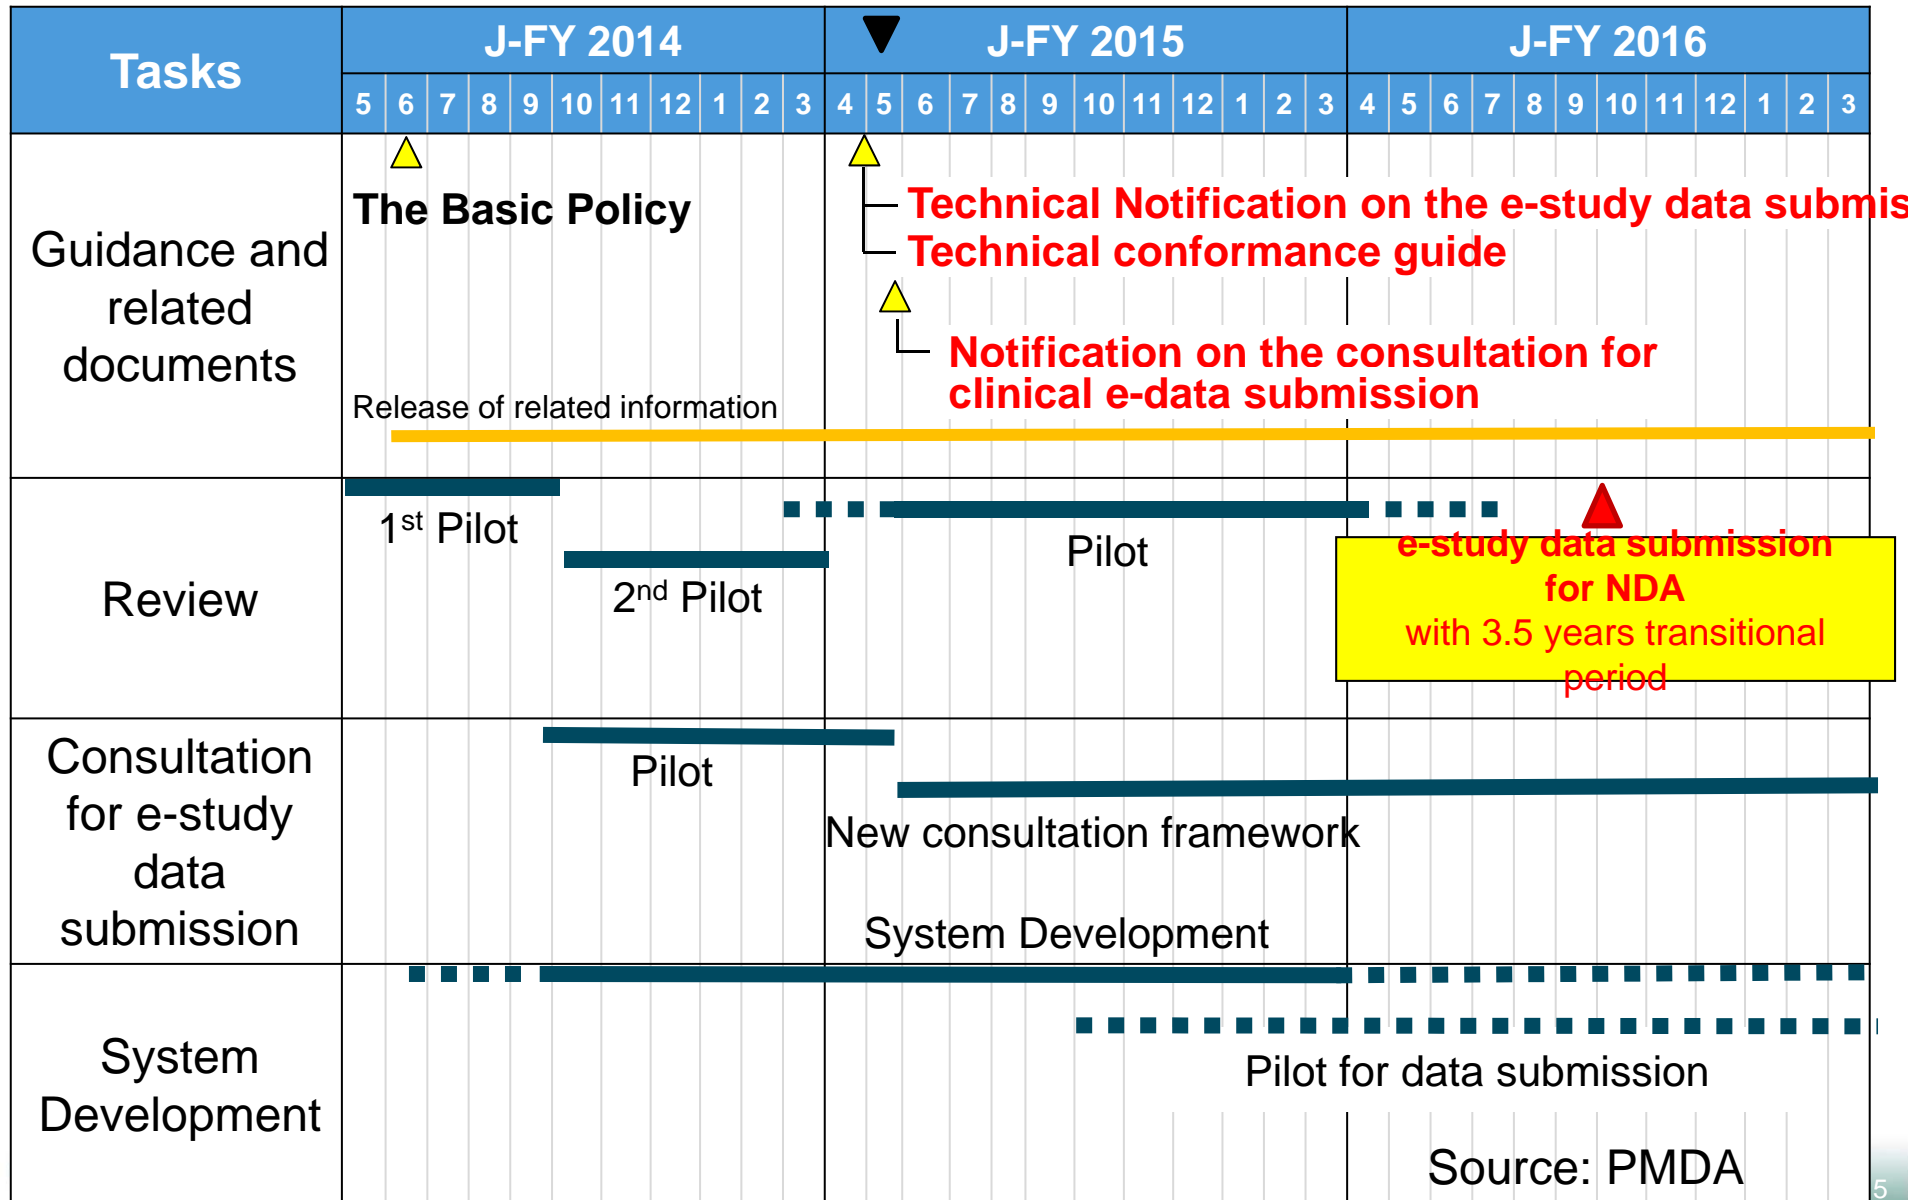 Tasks
J-FY 2014
J-FY 2015
J-FY 2016
5 6 7 8 9 10 11 12 1 2 3 4 5 6 7 8 9 10 11 12 1 2 3 4 5 6 7 8 9 10 11 12 1 2 3
Guidance and
related
documents
The Basic Policy
Technical Notification on the e-study data submis
Technical conformance guide
Notification on the consultation for
clinical e-data submission
Release of related information
Review
1st Pilot
2nd Pilot
Pilot
e-study data submission
for NDA
with 3.5 years transitional
period
Consultation
for e-study
data
submission
Pilot
New consultation framework
System Development
System
Development
Pilot for data submission
Source: PMDA
5